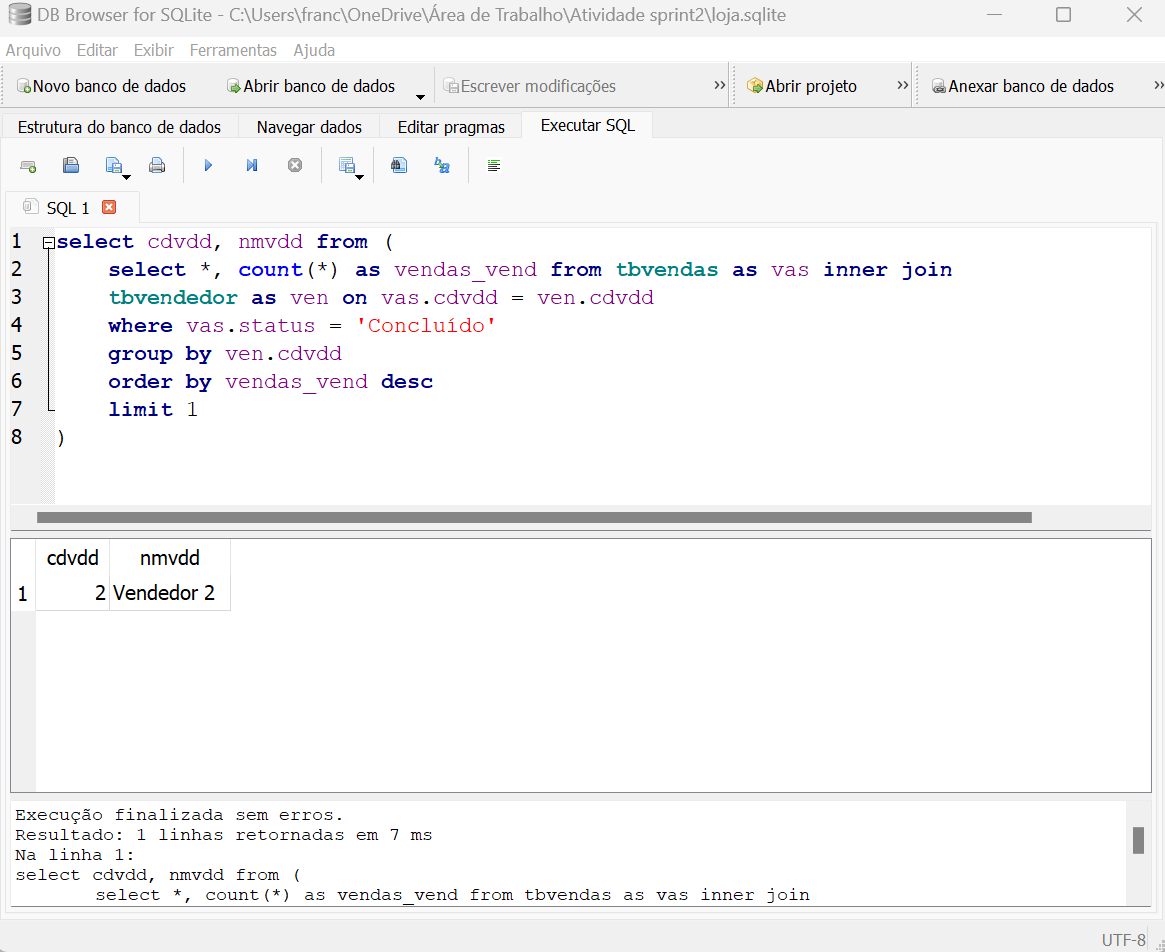 DB Browser for SQLite - C:\Users\franc\OneDrive\Área de Trabalho\Atividade sprint2\loja.sqlite
Arquivo Editar Exibir Ferramentas Ajuda
Novo banco de dados Abrir banco de dados Escrever modificações » Abrir projeto » Anexar banco de dados »
Estrutura do banco de dados Navegar dados Editar pragmas Executar SQL
SQL 1
1 select cdvdd, nmvdd from (
2 select *, count(*) as vendas_vend from tbvendas as vas inner join
3 tbvendedor as ven on vas.cdvdd = ven.cdvdd
4 where vas.status = 'Concluído'
5 group by ven.cdvdd
6 order by vendas_vend desc
7 limit 1
8 )
cdvdd nmvdd
1 2 Vendedor 2
Execução finalizada sem erros.
Resultado: 1 linhas retornadas em 7 ms
Na linha 1:
select cdvdd, nmvdd from (
select *, count(*) as vendas_vend from tbvendas as vas inner join
UTF-8